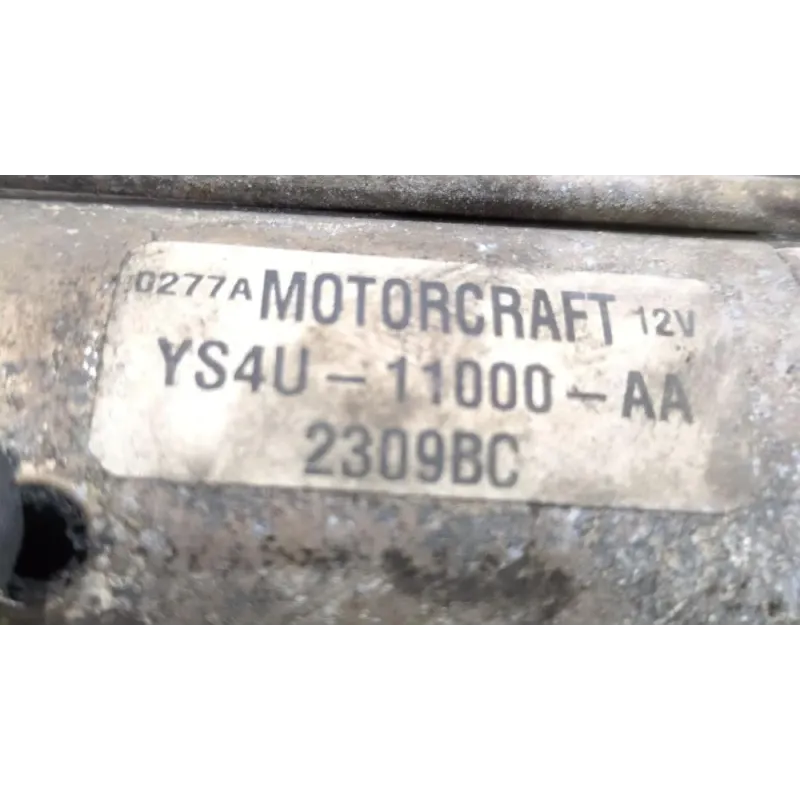 0277A MOTORCRAFT 12V
YS4U-11000-AA
2309BC